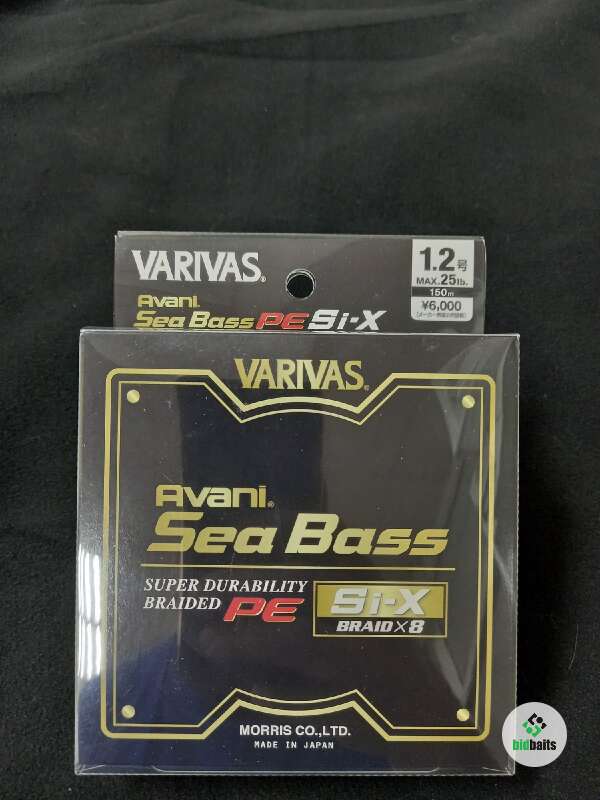 VARIVAS®
Avani®
Sea Bass PE Si-X
1.2号
MAX.25lb.
150m
¥6,000
VARIVAS®
Avani®
Sea Bass
SUPER DURABILITY
BRAIDED PE
Si-X
BRAID×8
MORRIS CO.,LTD.
MADE IN JAPAN
bidbaits